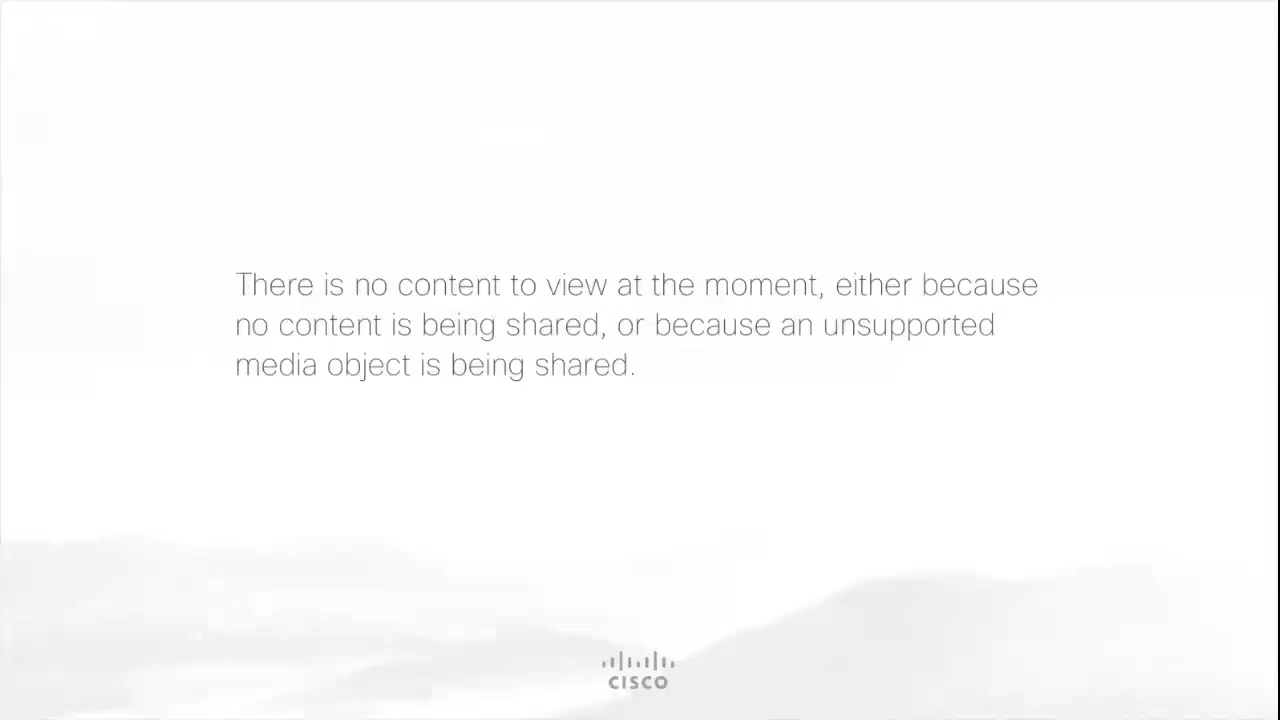 There is no content to view at the moment, either because
no content is being shared, or because an unsupported
media object is being shared.
CISCO